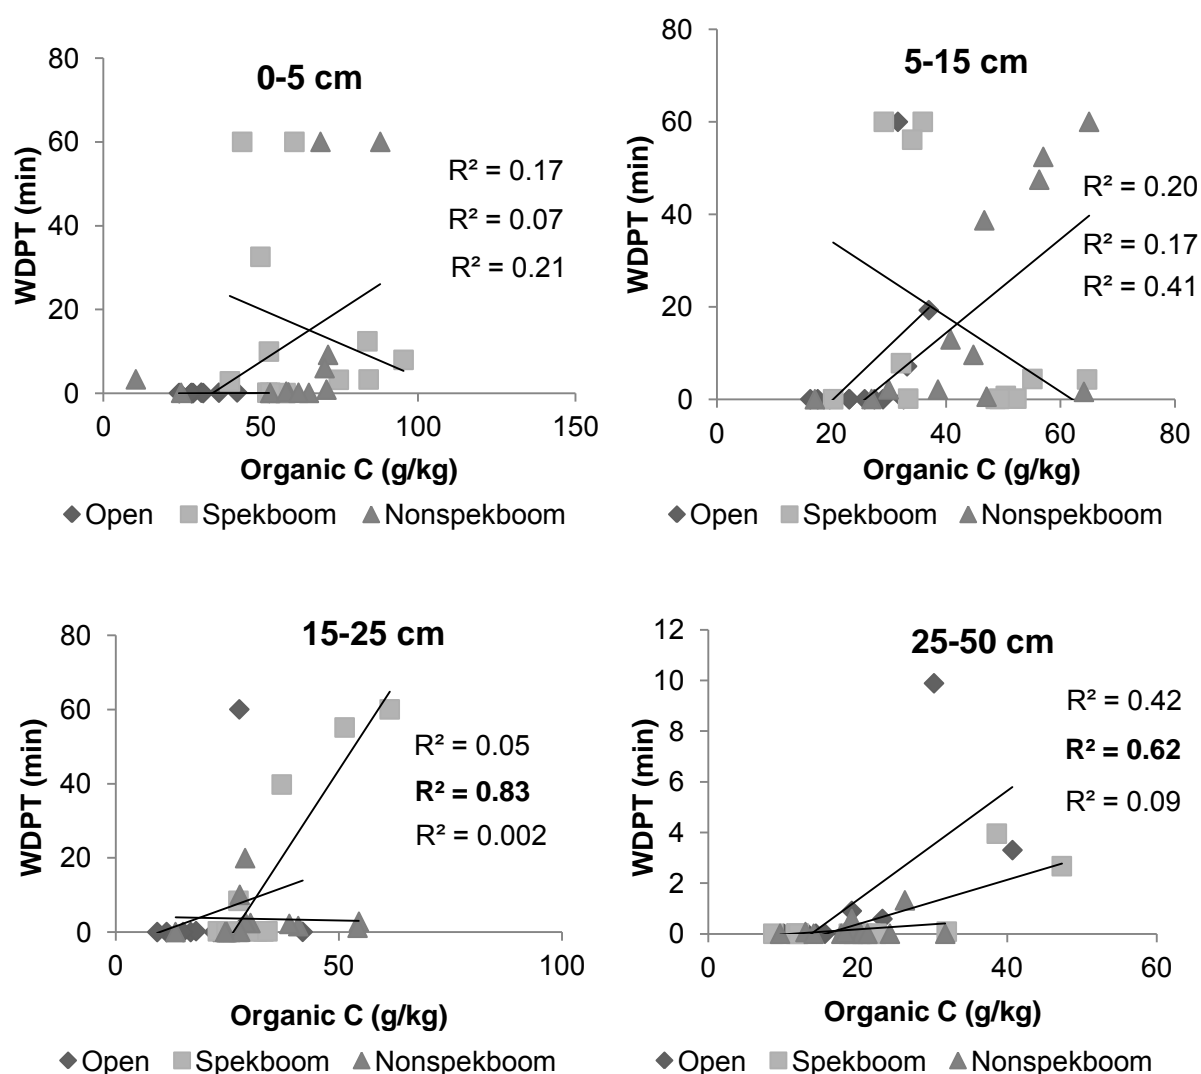 0-5 cm
80
60
40
20
0
WDPT (min)
R² = 0.17
R² = 0.07
R² = 0.21
0 50 100 150
Organic C (g/kg)
Open Spekboom Nonspekboom
5-15 cm
80
60
40
20
0
WDPT (min)
R² = 0.20
R² = 0.17
R² = 0.41
0 20 40 60 80
Organic C (g/kg)
Open Spekboom Nonspekboom
15-25 cm
80
60
40
20
0
WDPT (min)
R² = 0.05
R² = 0.83
R² = 0.002
0 50 100
Organic C (g/kg)
Open Spekboom Nonspekboom
25-50 cm
12
10
8
6
4
2
0
WDPT (min)
R² = 0.42
R² = 0.62
R² = 0.09
0 20 40 60
Organic C (g/kg)
Open Spekboom Nonspekboom